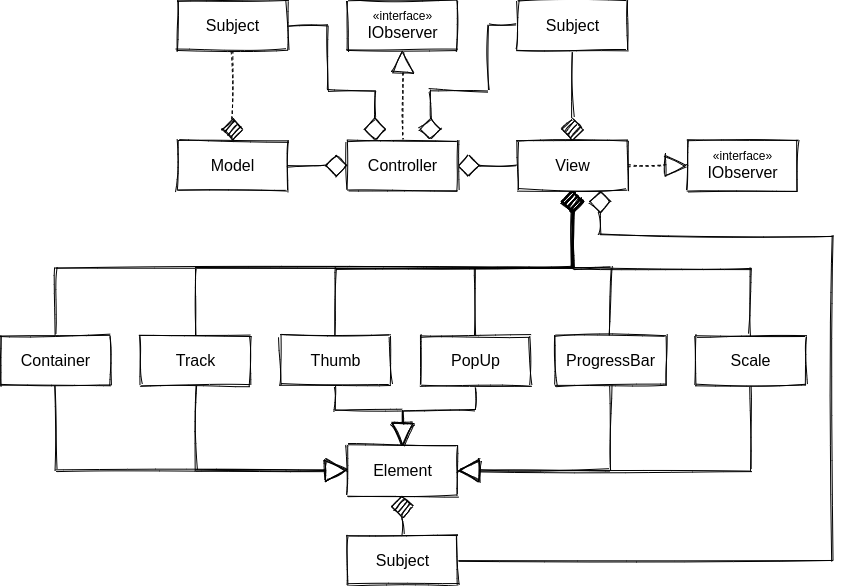 Subject
«interface»
IObserver
Subject
Model
Controller
View
«interface»
IObserver
Container
Track
Thumb
PopUp
ProgressBar
Scale
Element
Subject